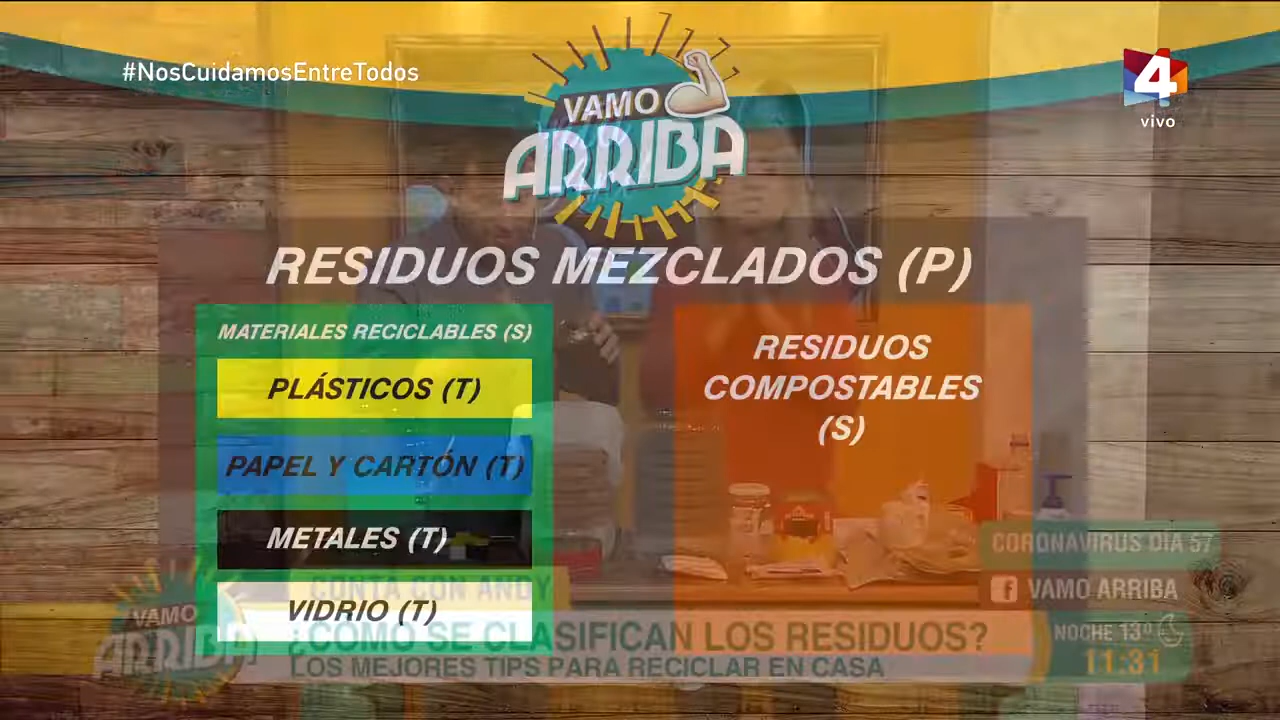 #NosCuidamosEntreTodos
VAMO
ARRIBA
4
vivo
RESIDUOS MEZCLADOS (P)
MATERIALES RECICLABLES (S)
PLÁSTICOS (T)
PAPEL Y CARTÓN (T)
METALES (T)
VIDRIO (T)
RESIDUOS
COMPOSTABLES
(S)
CORONAVIRUS DÍA 57
VAMO ARRIBA
NOCHE 13º
11:31
CONTA CON ANDY
¿CÓMO SE CLASIFICAN LOS RESIDUOS?
LOS MEJORES TIPS PARA RECICLAR EN CASA
VAMO
ARRIBA